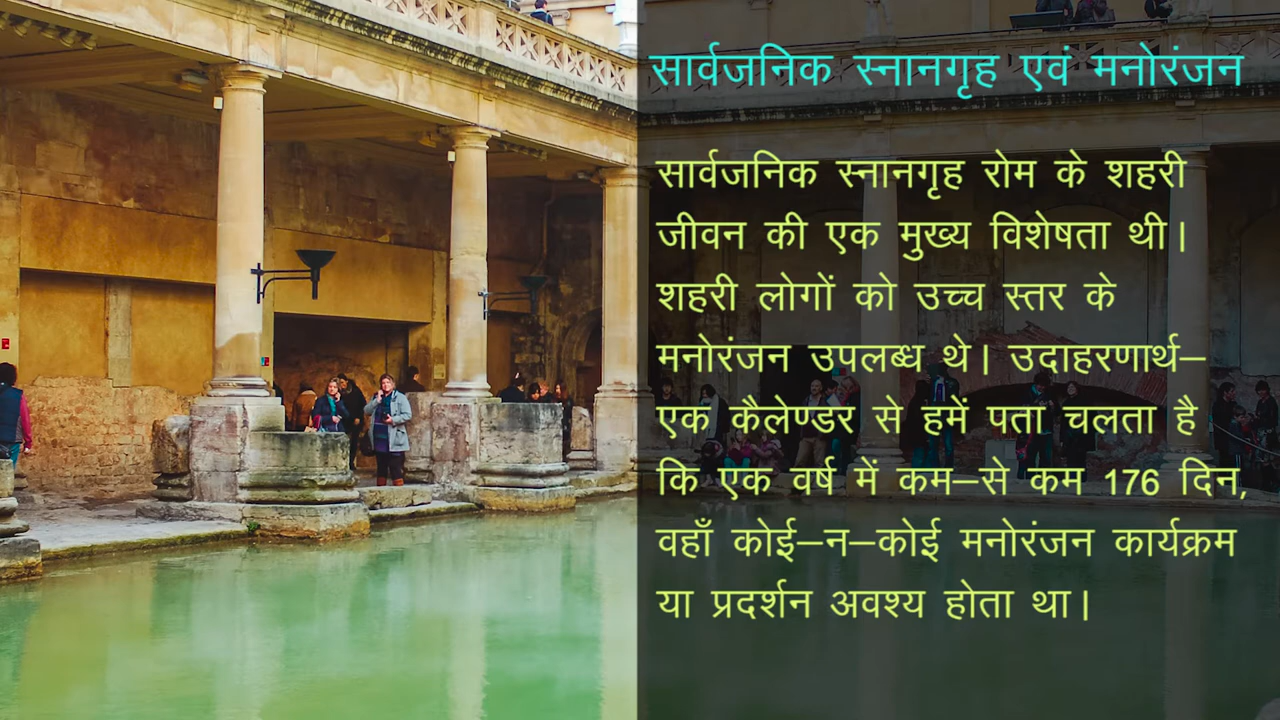 सार्वजनिक स्नानगृह एवं मनोरंजन
सार्वजनिक स्नानगृह रोम के शहरी
जीवन की एक मुख्य विशेषता थी|
शहरी लोगों को उच्च स्तर के
मनोरंजन उपलब्ध थे| उदाहरणार्थ–
एक कैलेण्डर से हमें पता चलता है
कि एक वर्ष में कम–से कम 176 दिन,
वहाँ कोई–न–कोई मनोरंजन कार्यक्रम
या प्रदर्शन अवश्य होता था|